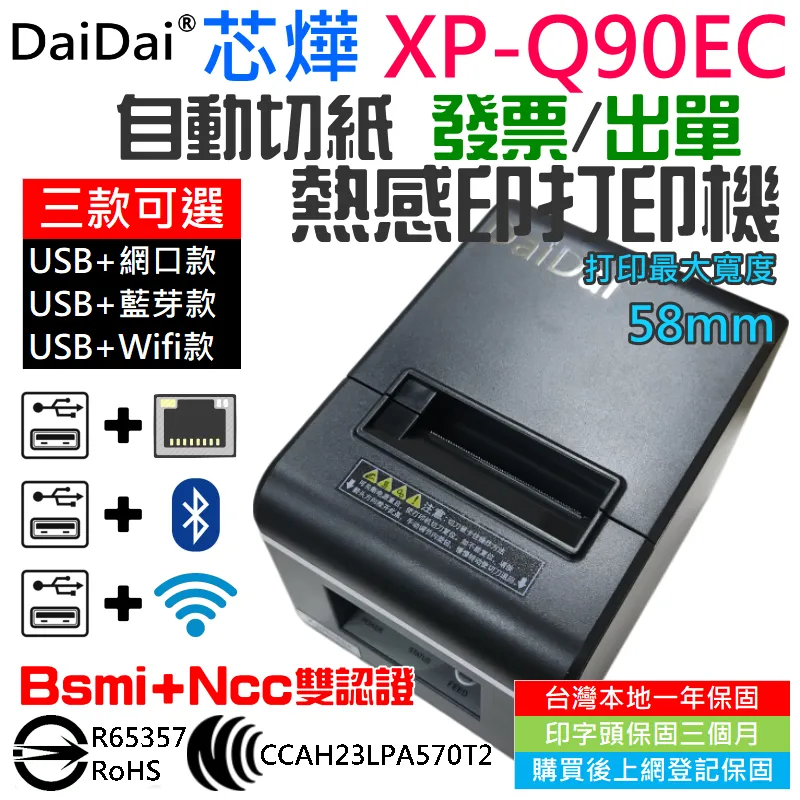 DaiDai® 芯燁 XP-Q90EC
自動切紙 發票/出單
熱感印打印機
三款可選
USB+網口款
USB+藍芽款
USB+Wifi款
DaiDai
打印最大寬度
58mm
注意:
POWER
STATUS
FEED
Bsmi+Ncc雙認證
R65357
RoHS
CCAH23LPA570T2
台灣本地一年保固
印字頭保固三個月
購買後上網登記保固